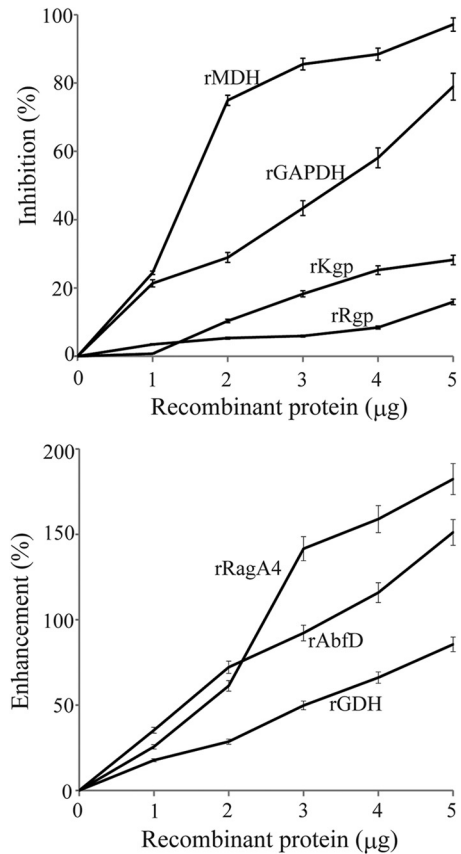 100
80
60
40
20
0
Inhibition (%)
rMDH
rGAPDH
rKgp
rRgp
0 1 2 3 4 5
Recombinant protein (μg)
200
150
100
50
0
Enhancement (%)
rRagA4
rAbfD
rGDH
0 1 2 3 4 5
Recombinant protein (μg)